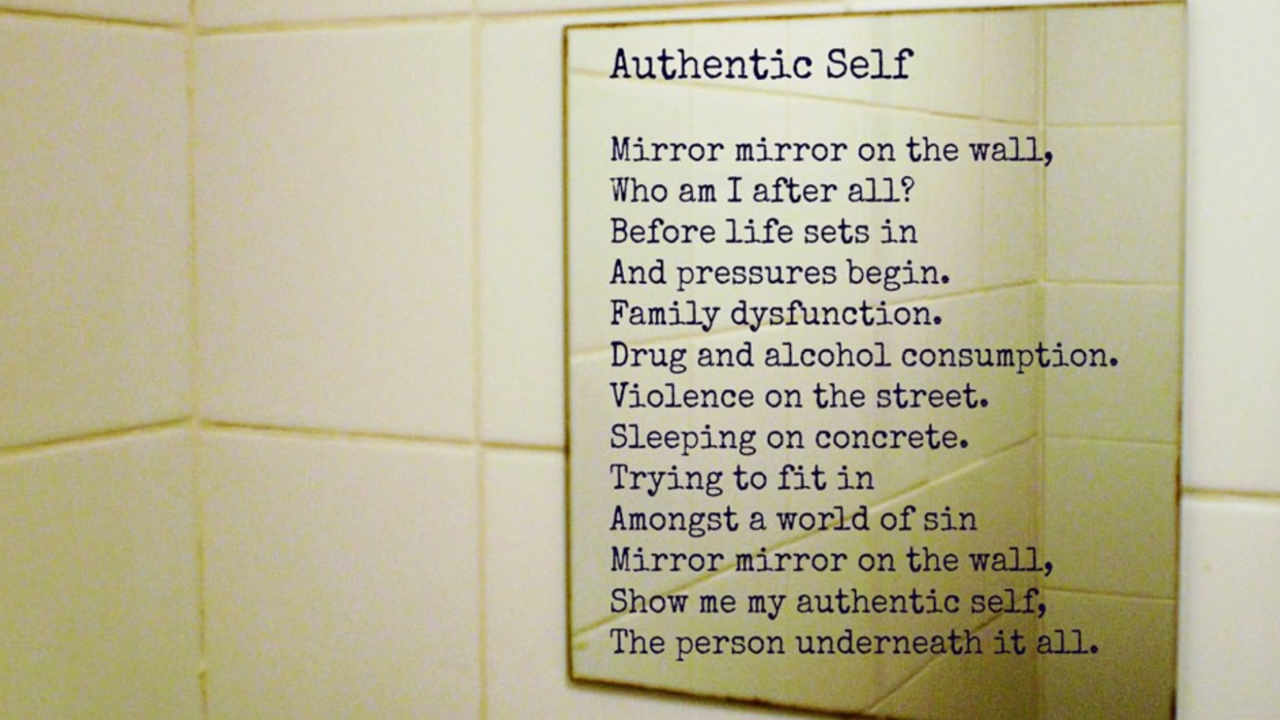 Authentic Self
Mirror mirror on the wall,
Who am I after all?
Before life sets in
And pressures begin.
Family dysfunction.
Drug and alcohol consumption.
Violence on the street.
Sleeping on concrete.
Trying to fit in
Amongst a world of sin
Mirror mirror on the wall,
Show me my authentic self,
The person underneath it all.